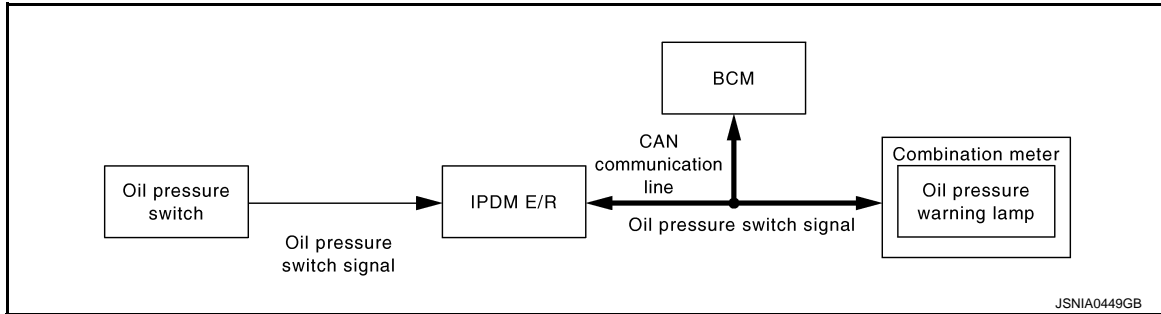 BCM
CAN
communication
line
Combination meter
Oil pressure
switch
IPDM E/R
Oil pressure
warning lamp
Oil pressure switch signal
Oil pressure
switch signal
JSNIA0449GB